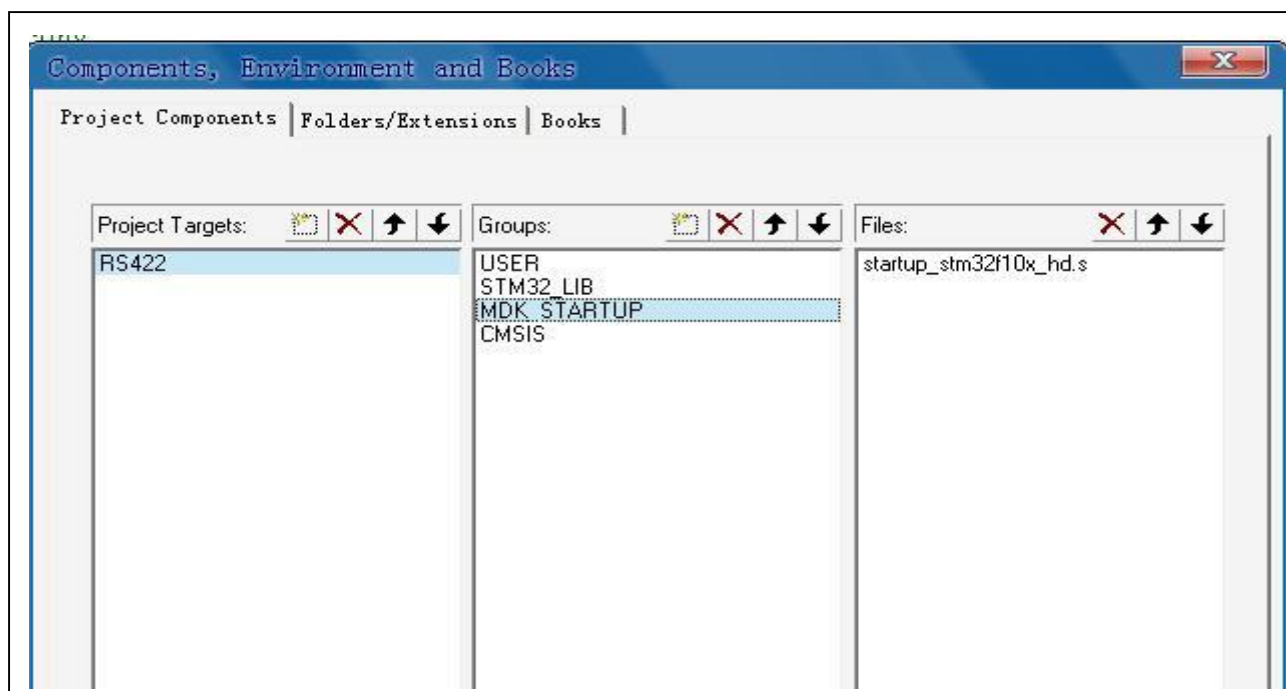 Components, Environment and Books
Project Components Folders/Extensions Books
Project Targets:
RS422
Groups:
USER
STM32_LIB
MDK_STARTUP
CMSIS
Files:
startup_stm32f10x_hd.s